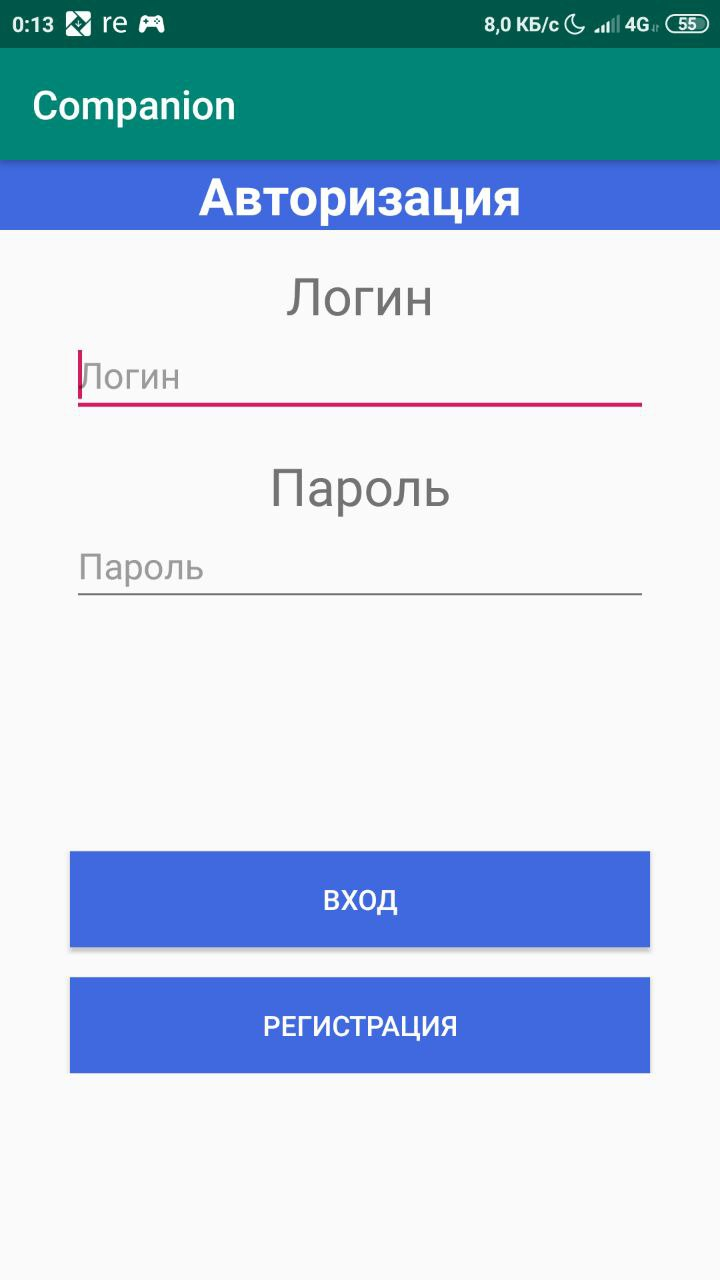 0:13 re 8,0 КБ/с 4G 55
Companion
Авторизация
Логин
Логин
Пароль
Пароль
ВХОД
РЕГИСТРАЦИЯ